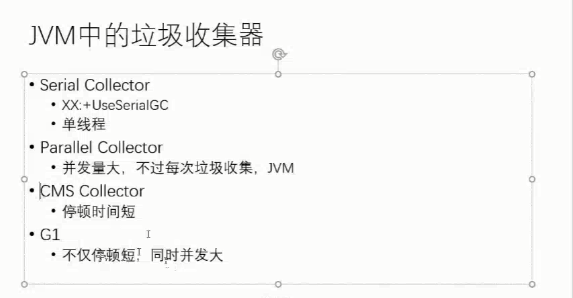 JVM中的垃圾收集器
• Serial Collector
• XX:+UseSerialGC
• 单线程
• Parallel Collector
• 并发量大，不过每次垃圾收集，JVM
• CMS Collector
• 停顿时间短
• G1
• 不仅停顿短，同时并发大